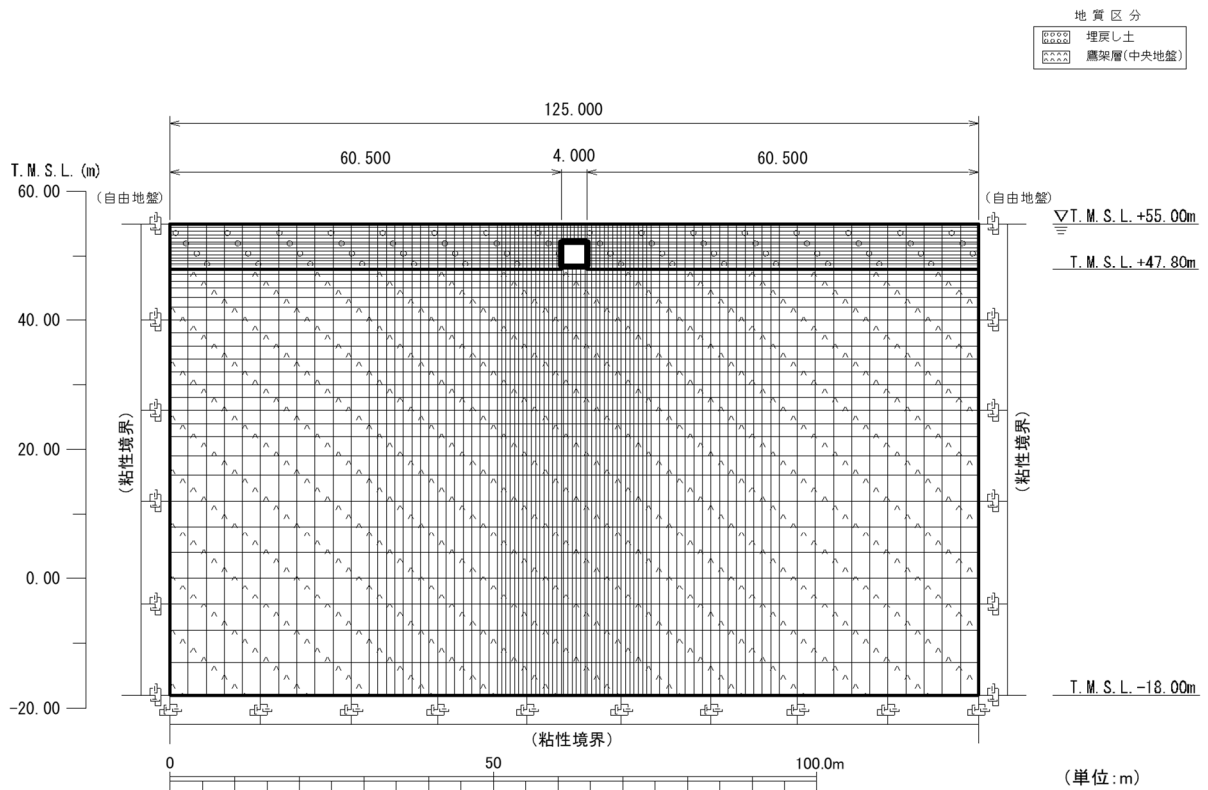 地質区分
埋戻し土
鷹架層(中央地盤)
125.000
60.500 4.000 60.500
T.M.S.L.(m)
60.00
(自由地盤) (自由地盤)
▽T.M.S.L.+55.00m
T.M.S.L.+47.80m
40.00
20.00
(粘性境界) (粘性境界)
0.00
T.M.S.L.-18.00m
-20.00
(粘性境界)
0 50 100.0m
(単位:m)